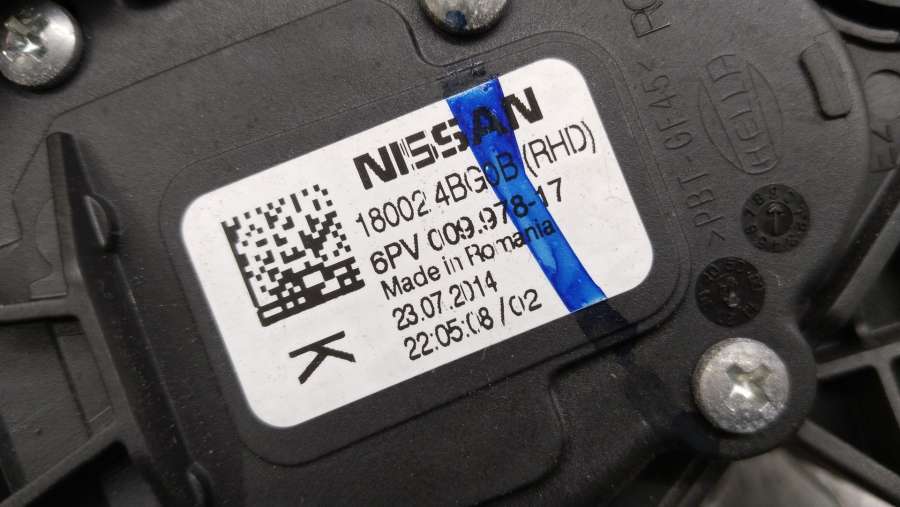 NISSAN
18002 4BG0B (RHD)
6PV 009.978-17
Made in Romania
23.07.2014
22:05:08 /02
K
>PBT-GF45<
HELLA